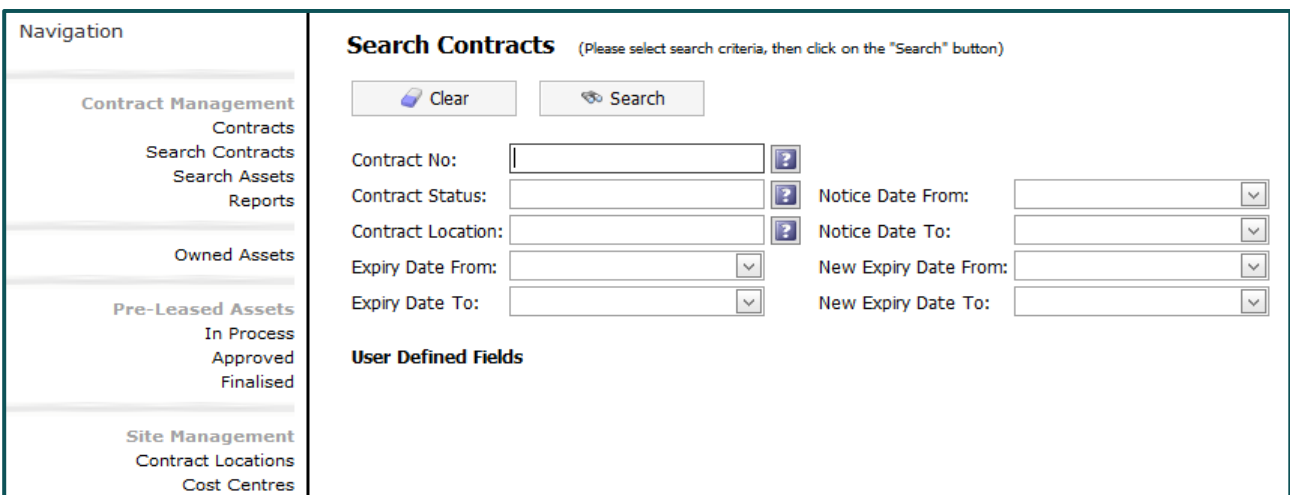 Navigation
Contract Management
Contracts
Search Contracts
Search Assets
Reports
Owned Assets
Pre-Leased Assets
In Process
Approved
Finalised
Site Management
Contract Locations
Cost Centres
Search Contracts (Please select search criteria, then click on the "Search" button)
Clear Search
Contract No: ?
Contract Status: ? Notice Date From:
Contract Location: ? Notice Date To:
Expiry Date From: New Expiry Date From:
Expiry Date To: New Expiry Date To:
User Defined Fields